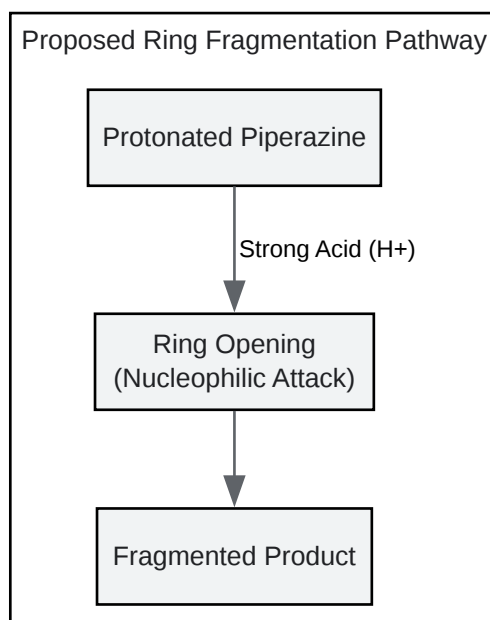 Proposed Ring Fragmentation Pathway
Protonated Piperazine
Strong Acid (H+)
Ring Opening
(Nucleophilic Attack)
Fragmented Product